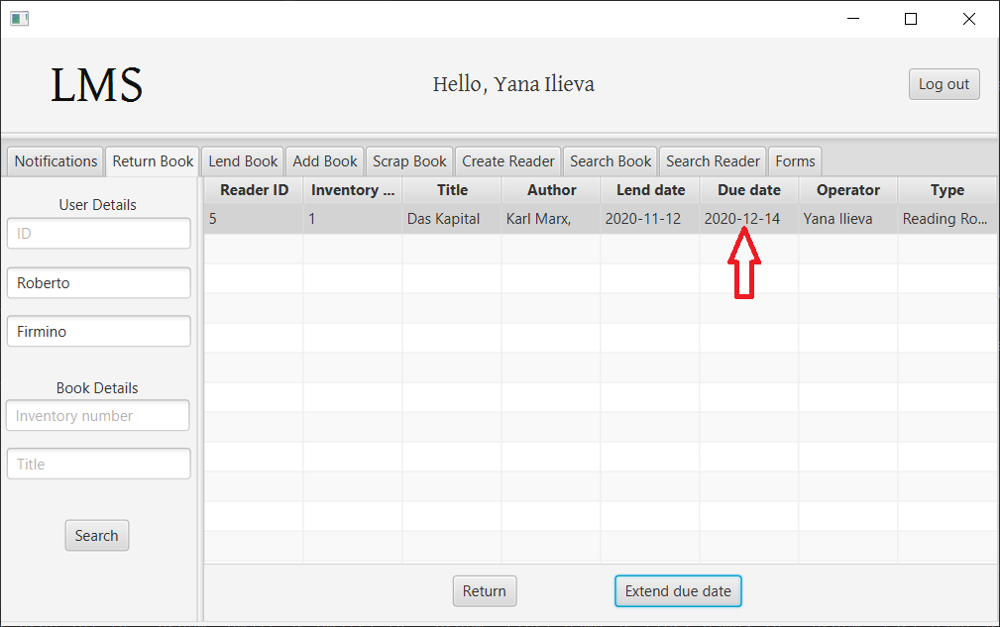 LMS
Hello, Yana Ilieva
Log out
Notifications Return Book Lend Book Add Book Scrap Book Create Reader Search Book Search Reader Forms
User Details
ID
Roberto
Firmino
Book Details
Inventory number
Title
Search
Reader ID Inventory ... Title Author Lend date Due date Operator Type
5 1 Das Kapital Karl Marx, 2020-11-12 2020-12-14 Yana Ilieva Reading Ro...
Return Extend due date